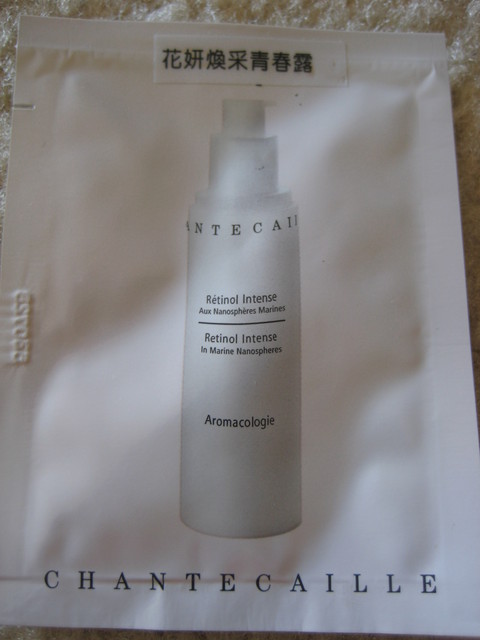 花妍煥采青春露
ANTECAI
Rétinol Intense
Aux Nanosphères Marines
Retinol Intense
In Marine Nanospheres
Aromacologie
CHANTECAILLE